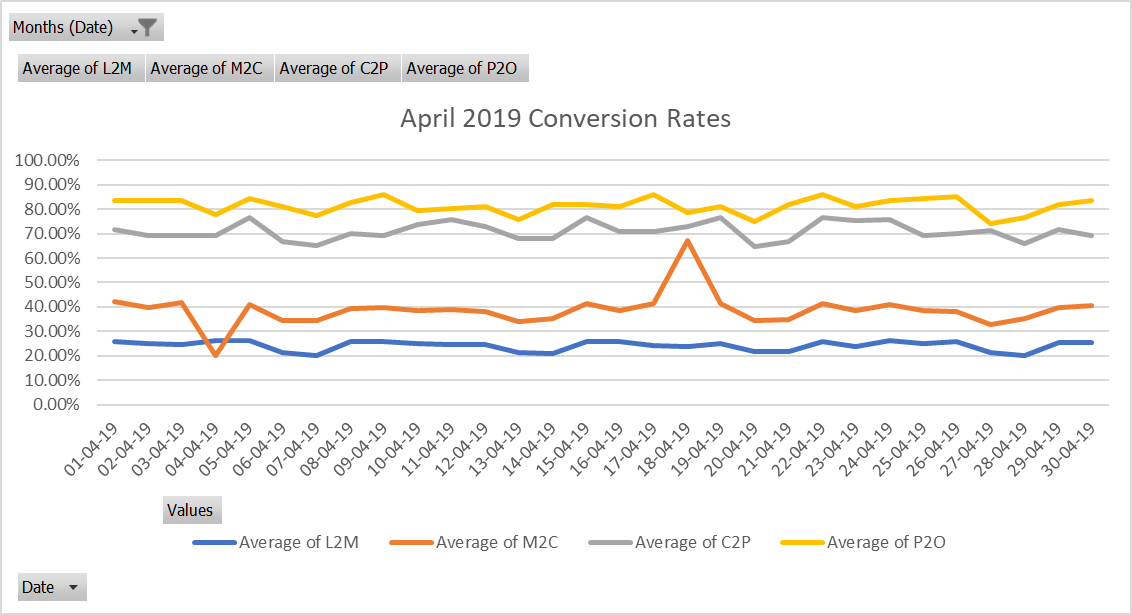 Months (Date)
Average of L2M Average of M2C Average of C2P Average of P2O
April 2019 Conversion Rates
100.00%
90.00%
80.00%
70.00%
60.00%
50.00%
40.00%
30.00%
20.00%
10.00%
0.00%
01-04-19 02-04-19 03-04-19 04-04-19 05-04-19 06-04-19 07-04-19 08-04-19 09-04-19 10-04-19 11-04-19 12-04-19 13-04-19 14-04-19 15-04-19 16-04-19 17-04-19 18-04-19 19-04-19 20-04-19 21-04-19 22-04-19 23-04-19 24-04-19 25-04-19 26-04-19 27-04-19 28-04-19 29-04-19 30-04-19
Values
Average of L2M Average of M2C Average of C2P Average of P2O
Date